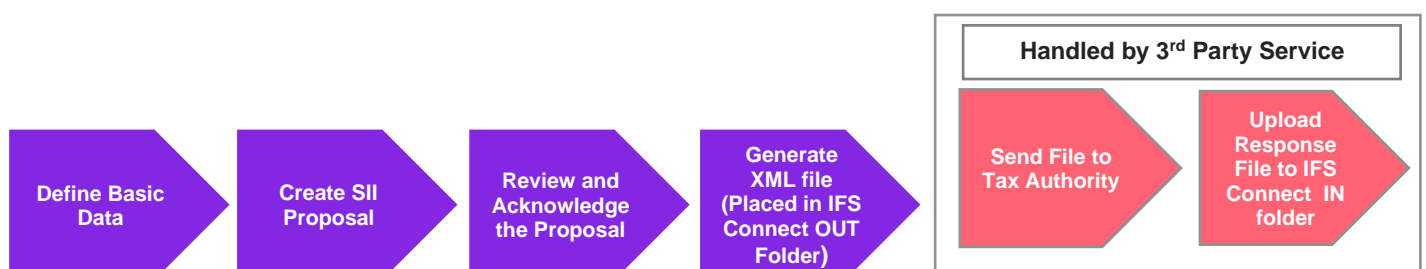 Handled by 3rd Party Service
Define Basic
Data
Create SII
Proposal
Review and
Acknowledge
the Proposal
Generate
XML file
(Placed in IFS
Connect OUT
Folder)
Send File to
Tax Authority
Upload
Response
File to IFS
Connect IN
folder